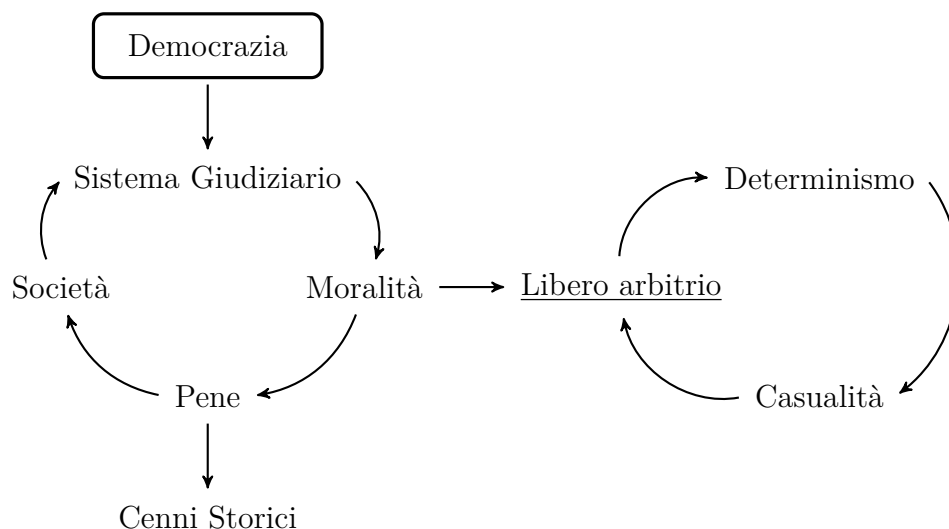 Democrazia
Sistema Giudiziario
Determinismo
Società
Moralità
Libero arbitrio
Pene
Casualità
Cenni Storici